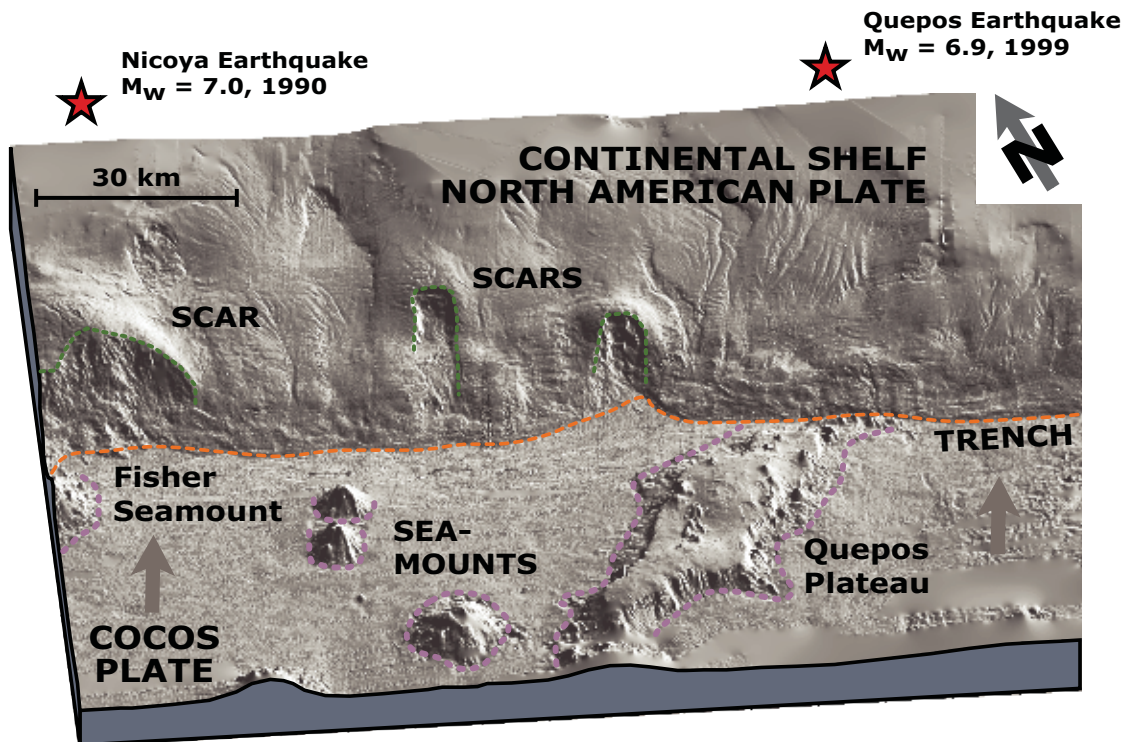 Nicoya Earthquake
Mw = 7.0, 1990
Quepos Earthquake
Mw = 6.9, 1999
N
30 km
CONTINENTAL SHELF
NORTH AMERICAN PLATE
SCAR
SCARS
TRENCH
Fisher
Seamount
SEA-
MOUNTS
Quepos
Plateau
COCOS
PLATE